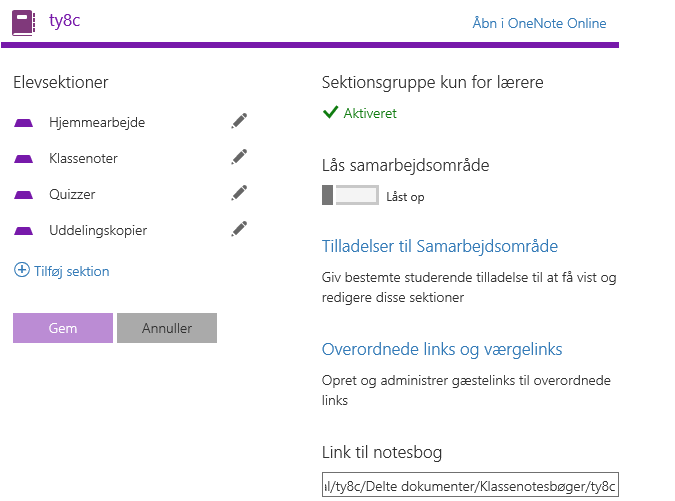 ty8c
Åbn i OneNote Online
Elevsektioner
Hjemmearbejde
Klassenoter
Quizzer
Uddelingskopier
Tilføj sektion
Gem
Annuller
Sektionsgruppe kun for lærere
Aktiveret
Lås samarbejdsområde
Låst op
Tilladelser til Samarbejdsområde
Giv bestemte studerende tilladelse til at få vist og
redigere disse sektioner
Overordnede links og værgelinks
Opret og administrer gæstelinks til overordnede
links
Link til notesbog
al/ty8c/Delte dokumenter/Klassenotesbøger/ty8c